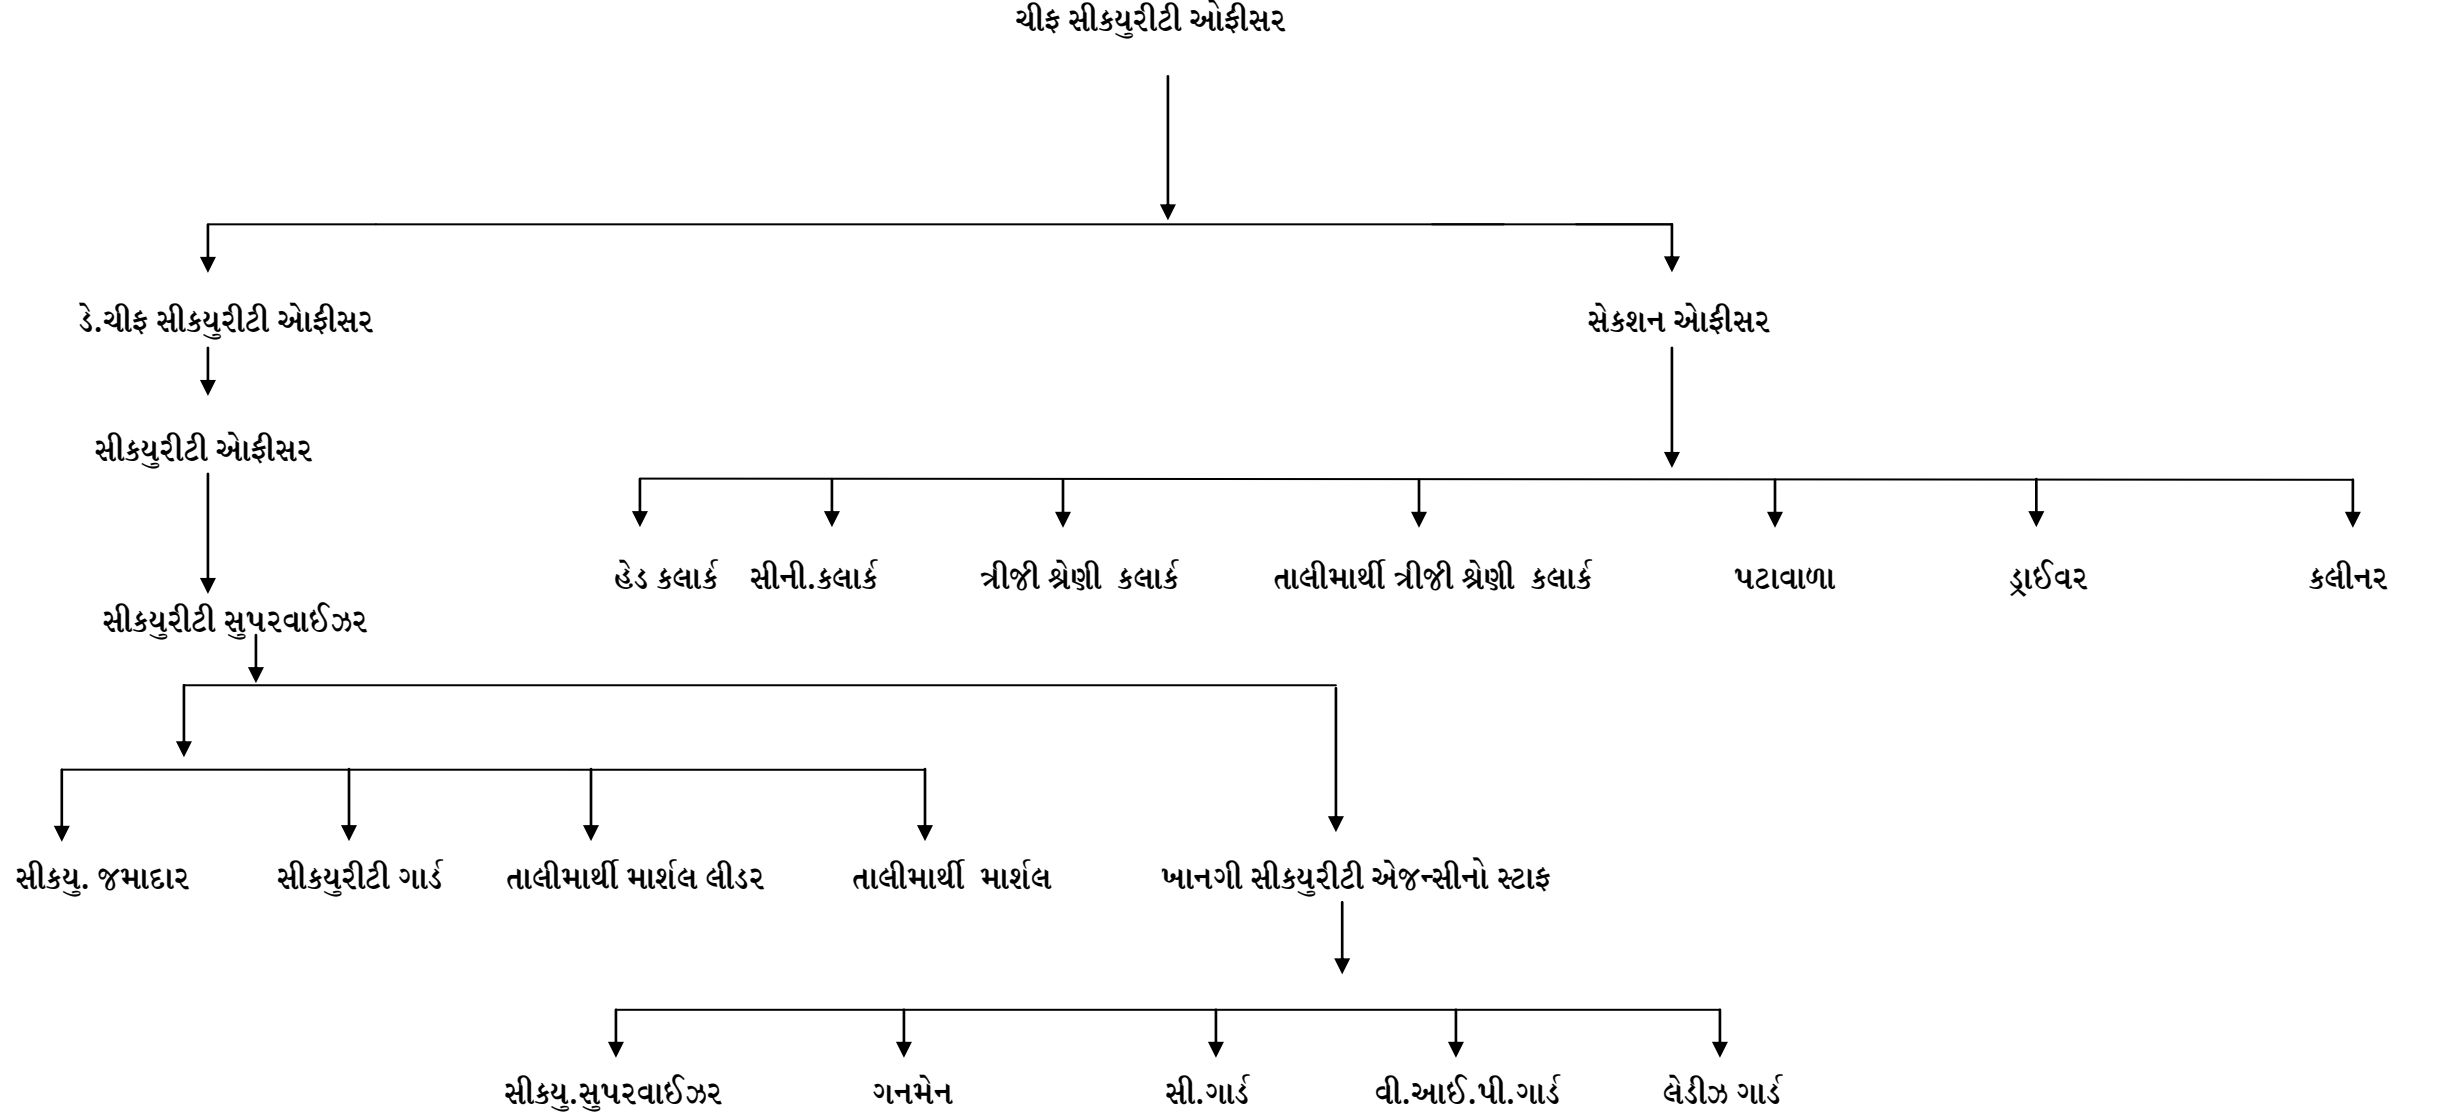 ચીફ સીકયુરીટી ઓફીસર
ડે.ચીફ સીકયુરીટી ઓફીસર
સેકશન ઓફીસર
સીકયુરીટી ઓફીસર
હેડ કલાર્ક
સીની.કલાર્ક
ત્રીજી શ્રેણી કલાર્ક
તાલીમાર્થી ત્રીજી શ્રેણી કલાર્ક
પટાવાળા
ડ્રાઈવર
કલીનર
સીકયુરીટી સુપરવાઈઝર
સીકયુ. જમાદાર
સીકયુરીટી ગાર્ડ
તાલીમાર્થી માર્શલ લીડર
તાલીમાર્થી માર્શલ
ખાનગી સીકયુરીટી એજન્સીનો સ્ટાફ
સીકયુ.સુપરવાઈઝર
ગનમેન
સી.ગાર્ડ
વી.આઈ.પી.ગાર્ડ
લેડીઝ ગાર્ડ